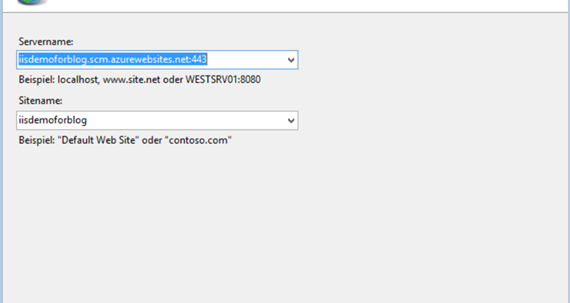 Servername:
iisdemoforblog.scm.azurewebsites.net:443
Beispiel: localhost, www.site.net oder WESTSRV01:8080
Sitename:
iisdemoforblog
Beispiel: "Default Web Site" oder "contoso.com"